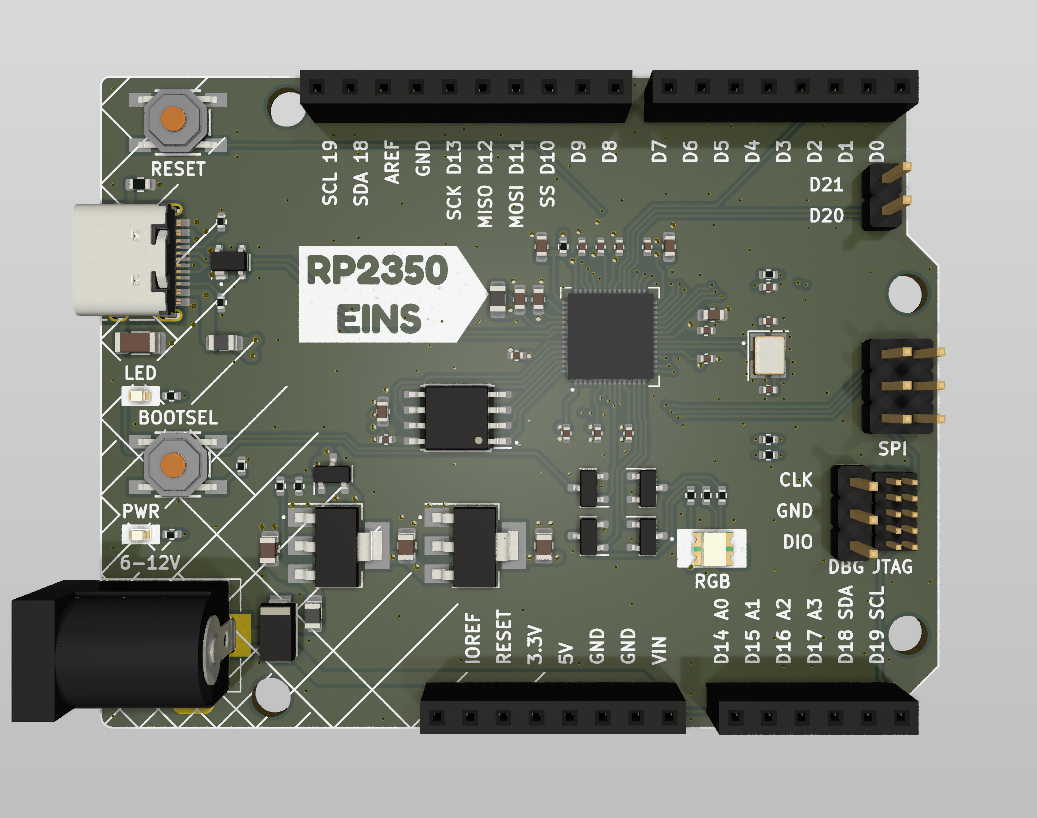 RESET
SCL 19
SDA 18
AREF
GND
SCK D13
MISO D12
MOSI D11
SS D10
D9
D8
D7
D6
D5
D4
D3
D2
D1
D0
D21
D20
RP2350
EINS
LED
BOOTSEL
SPI
CLK
GND
DIO
DBG JTAG
PWR
6-12V
RGB
IOREF
RESET
3.3V
5V
GND
GND
VIN
D14 A0
D15 A1
D16 A2
D17 A3
D18 SDA
D19 SCL